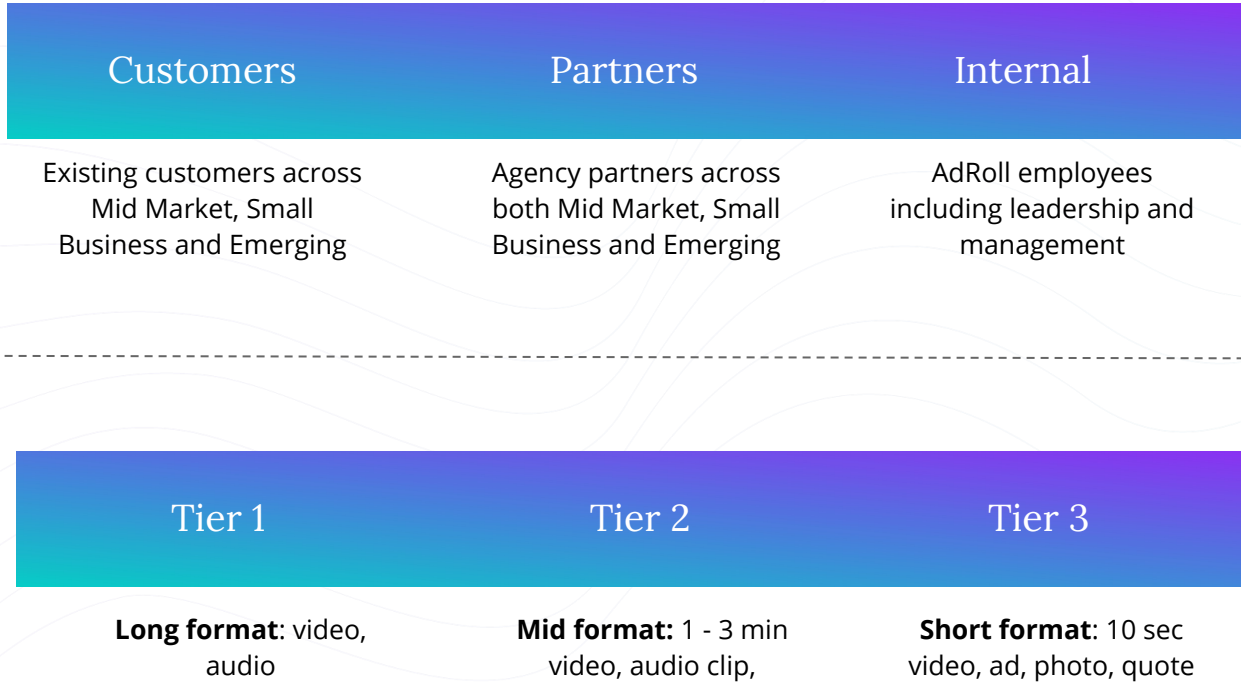 Customers
Partners
Internal
Existing customers across
Mid Market, Small
Business and Emerging
Agency partners across
both Mid Market, Small
Business and Emerging
AdRoll employees
including leadership and
management
Tier 1
Tier 2
Tier 3
Long format: video,
audio
Mid format: 1 - 3 min
video, audio clip,
Short format: 10 sec
video, ad, photo, quote